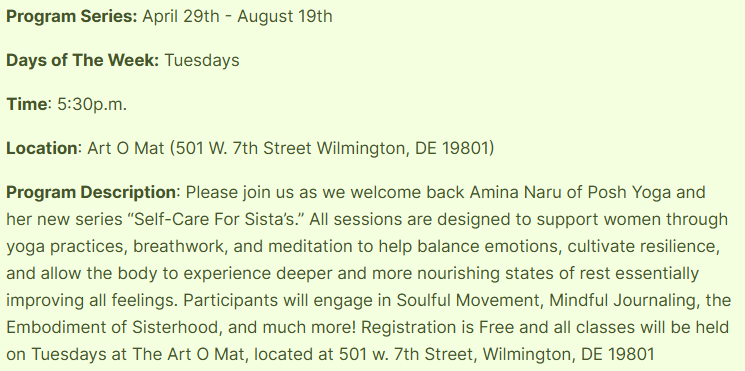 Program Series: April 29th - August 19th
Days of The Week: Tuesdays
Time: 5:30p.m.
Location: Art O Mat (501 W. 7th Street Wilmington, DE 19801)
Program Description: Please join us as we welcome back Amina Naru of Posh Yoga and
her new series “Self-Care For Sista’s.” All sessions are designed to support women through
yoga practices, breathwork, and meditation to help balance emotions, cultivate resilience,
and allow the body to experience deeper and more nourishing states of rest essentially
improving all feelings. Participants will engage in Soulful Movement, Mindful Journaling, the
Embodiment of Sisterhood, and much more! Registration is Free and all classes will be held
on Tuesdays at The Art O Mat, located at 501 w. 7th Street, Wilmington, DE 19801